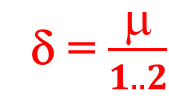 δ = μ / 1..2